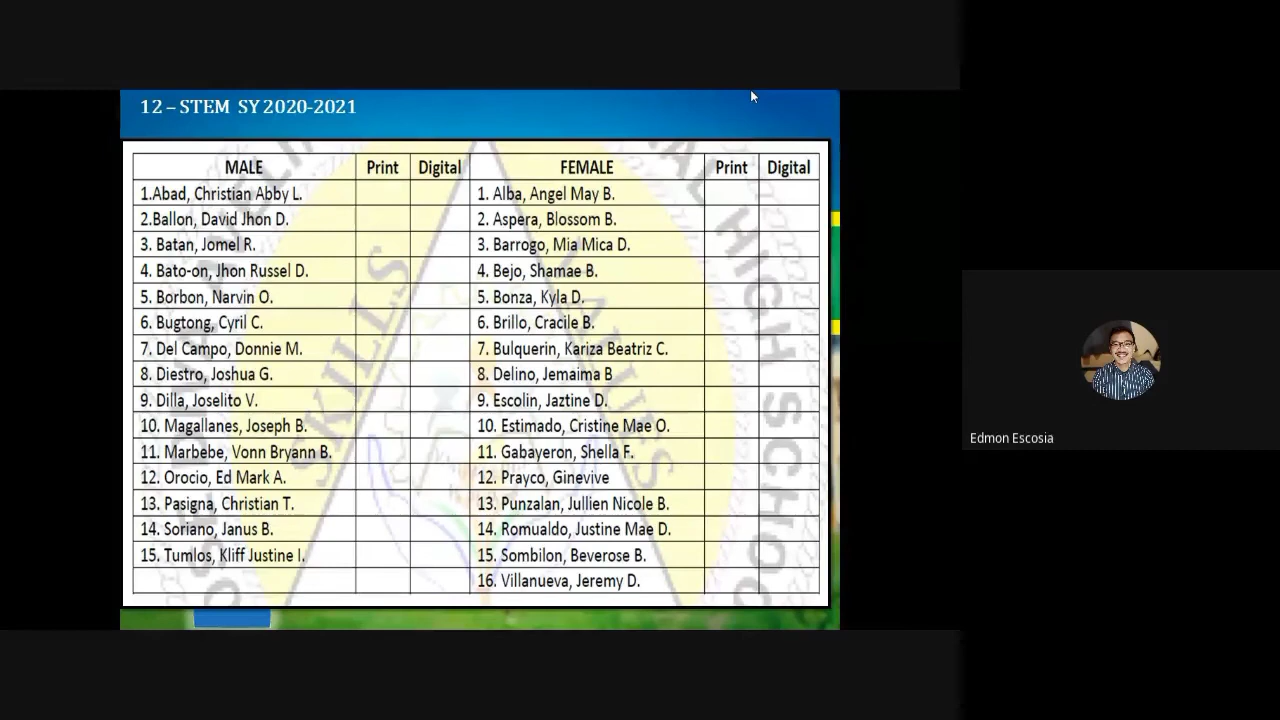 12 – STEM SY 2020-2021
MALE Print Digital FEMALE Print Digital
1.Abad, Christian Abby L. 1. Alba, Angel May B.
2.Ballon, David Jhon D. 2. Aspera, Blossom B.
3. Batan, Jomel R. 3. Barrogo, Mia Mica D.
4. Bato-on, Jhon Russel D. 4. Bejo, Shamae B.
5. Borbon, Narvin O. 5. Bonza, Kyla D.
6. Bugtong, Cyril C. 6. Brillo, Cracile B.
7. Del Campo, Donnie M. 7. Bulquerin, Kariza Beatriz C.
8. Diestro, Joshua G. 8. Delino, Jemaima B
9. Dilla, Joselito V. 9. Escolin, Jaztine D.
10. Magallanes, Joseph B. 10. Estimado, Cristine Mae O.
11. Marbebe, Vonn Bryann B. 11. Gabayeron, Shella F.
12. Orocio, Ed Mark A. 12. Prayco, Ginevive
13. Pasigna, Christian T. 13. Punzalan, Jullien Nicole B.
14. Soriano, Janus B. 14. Romualdo, Justine Mae D.
15. Tumlos, Kliff Justine I. 15. Sombilon, Beverose B.
16. Villanueva, Jeremy D.
SKILLS
VALUES
HIGH SCHOOL
Edmon Escosia